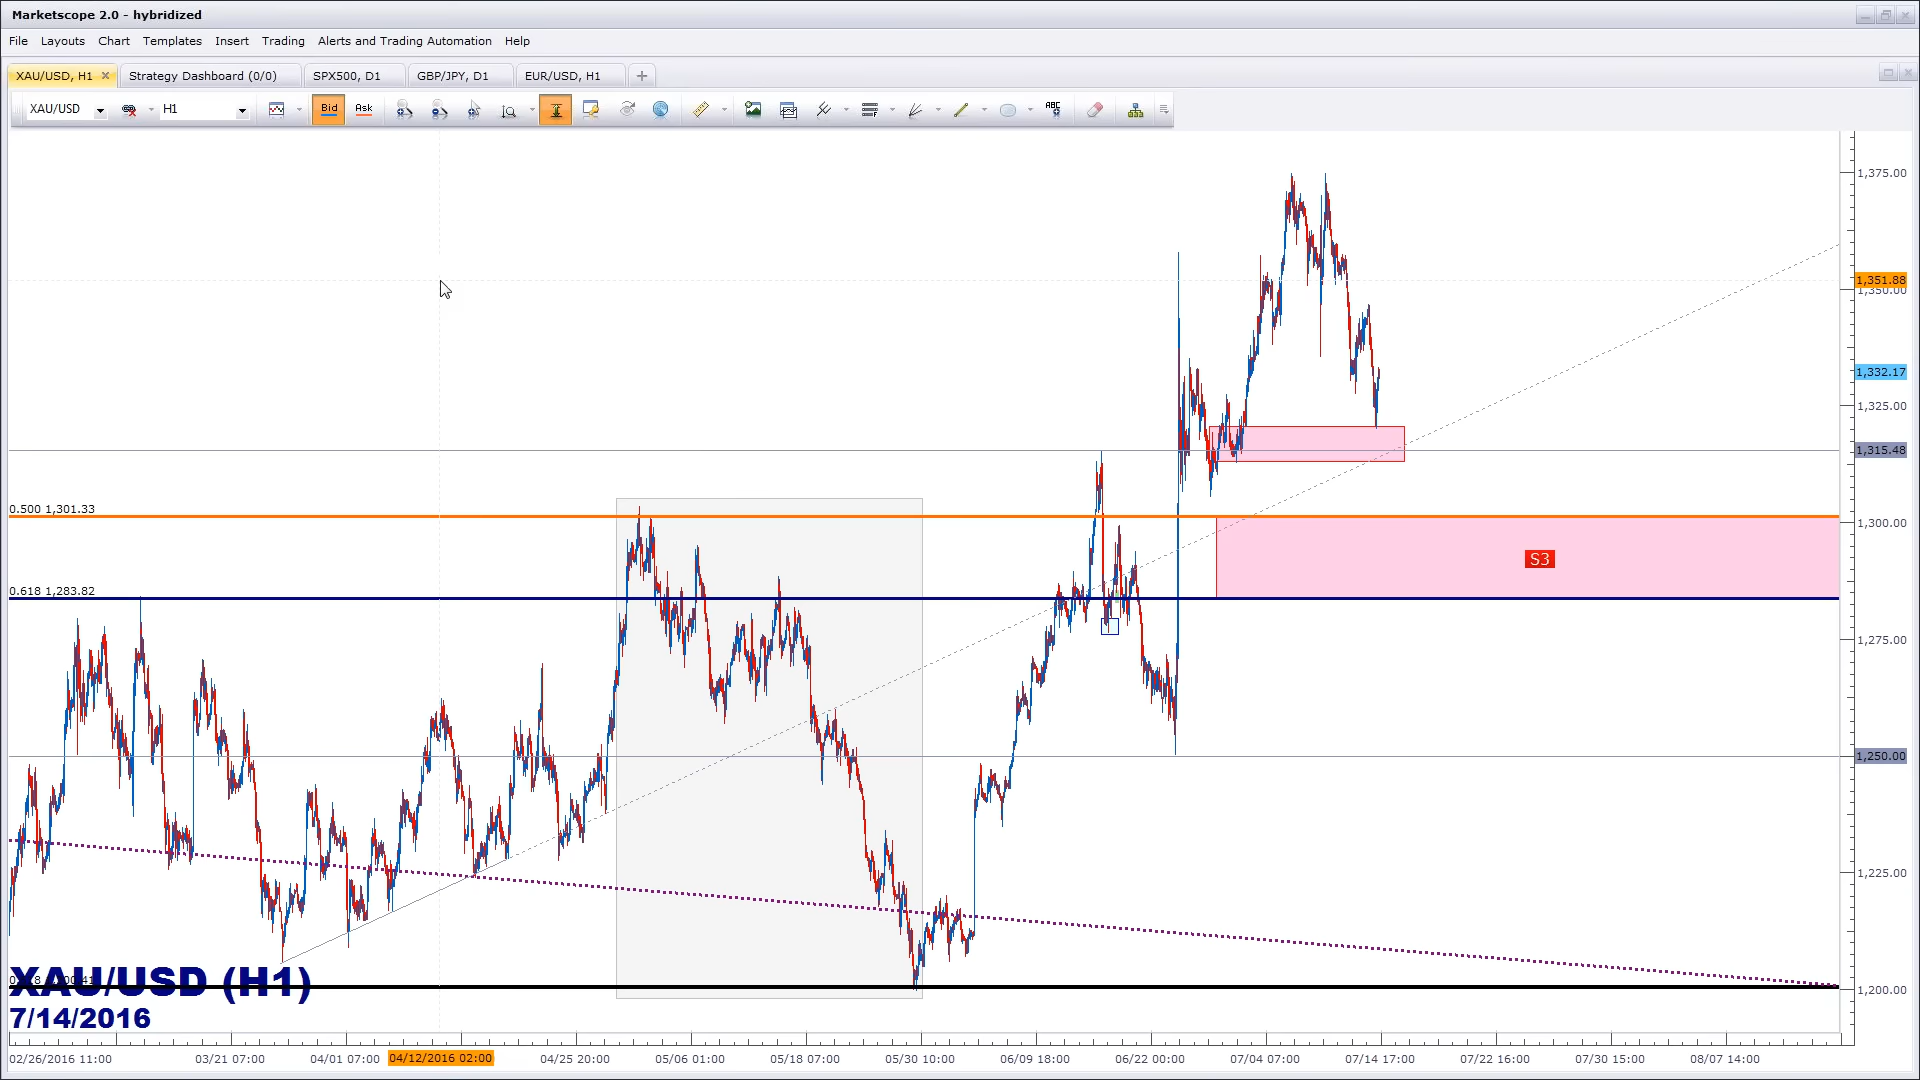 Marketscope 2.0 - hybridized
File Layouts Chart Templates Insert Trading Alerts and Trading Automation Help
XAU/USD, H1 Strategy Dashboard (0/0) SPX500, D1 GBP/JPY, D1 EUR/USD, H1
XAU/USD H1 Bid Ask ABC
1,375.00
1,351.88
1,350.00
1,332.17
1,325.00
1,315.48
0.500 1,301.33
1,300.00
S3
0.618 1,283.82
1,275.00
1,250.00
1,225.00
XAU/USD (H1)
1,200.00
7/14/2016
02/26/2016 11:00 03/21 07:00 04/01 07:00 04/12/2016 02:00 04/25 20:00 05/06 01:00 05/18 07:00 05/30 10:00 06/09 18:00 06/22 00:00 07/04 07:00 07/14 17:00 07/22 16:00 07/30 15:00 08/07 14:00